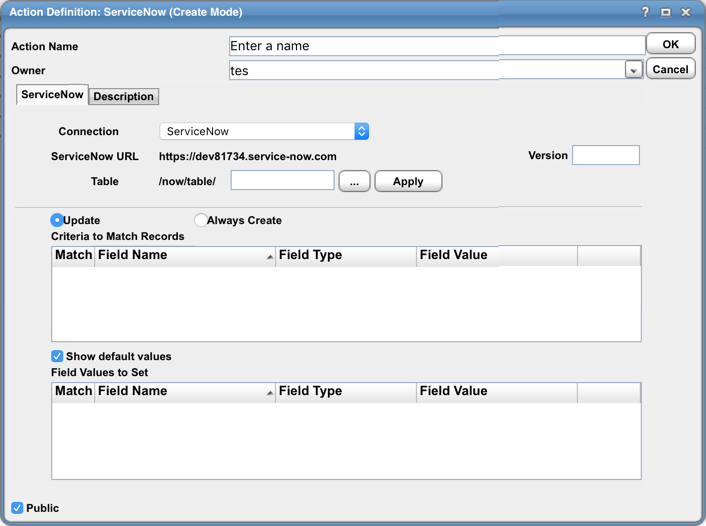 Action Definition: ServiceNow (Create Mode) ?
Action Name Enter a name OK
Owner tes Cancel
ServiceNow Description
Connection ServiceNow
ServiceNow URL https://dev81734.service-now.com Version
Table /now/table/ ... Apply
Update Always Create
Criteria to Match Records
Match Field Name Field Type Field Value
Show default values
Field Values to Set
Match Field Name Field Type Field Value
Public